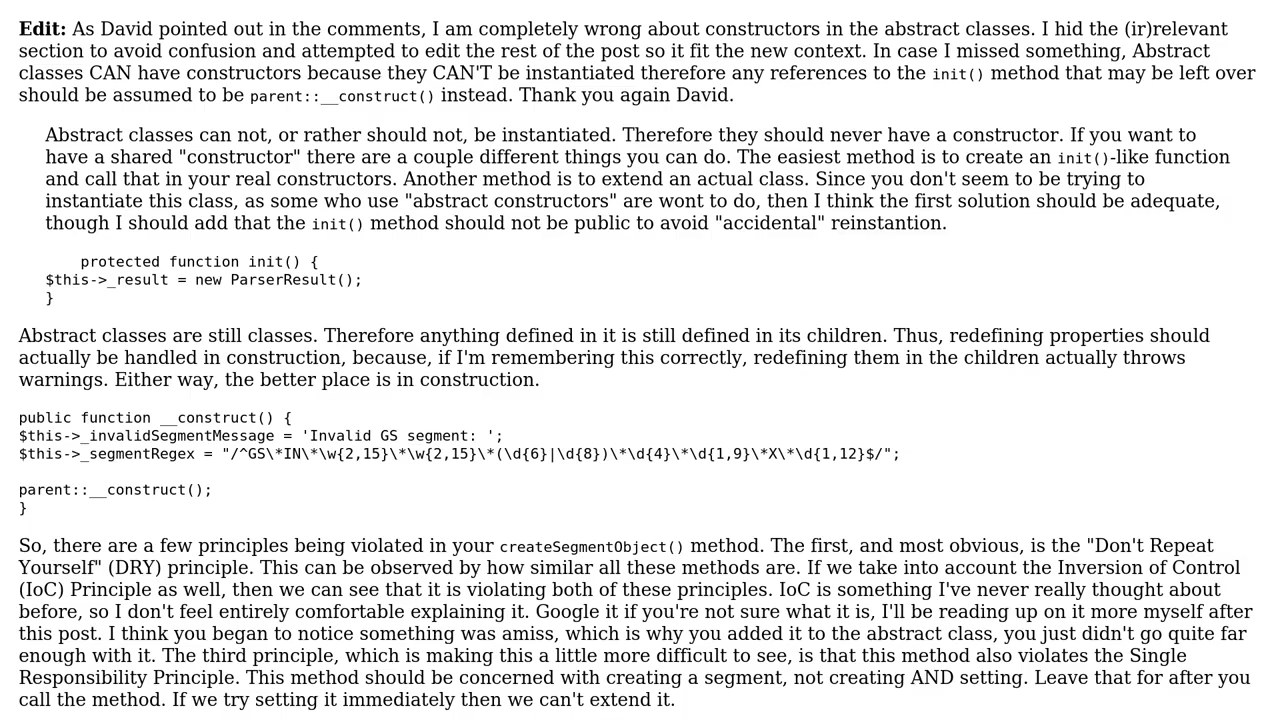 Edit: As David pointed out in the comments, I am completely wrong about constructors in the abstract classes. I hid the (ir)relevant
section to avoid confusion and attempted to edit the rest of the post so it fit the new context. In case I missed something, Abstract
classes CAN have constructors because they CAN'T be instantiated therefore any references to the init() method that may be left over
should be assumed to be parent::__construct() instead. Thank you again David.
Abstract classes can not, or rather should not, be instantiated. Therefore they should never have a constructor. If you want to
have a shared "constructor" there are a couple different things you can do. The easiest method is to create an init()-like function
and call that in your real constructors. Another method is to extend an actual class. Since you don't seem to be trying to
instantiate this class, as some who use "abstract constructors" are wont to do, then I think the first solution should be adequate,
though I should add that the init() method should not be public to avoid "accidental" reinstantion.
protected function init() {
$this->_result = new ParserResult();
}
Abstract classes are still classes. Therefore anything defined in it is still defined in its children. Thus, redefining properties should
actually be handled in construction, because, if I'm remembering this correctly, redefining them in the children actually throws
warnings. Either way, the better place is in construction.
public function __construct() {
$this->_invalidSegmentMessage = 'Invalid GS segment: ';
$this->_segmentRegex = "/^GS\*IN\*\w{2,15}\*\w{2,15}\*(\d{6}|\d{8})\*\d{4}\*\d{1,9}\*X\*\d{1,12}$/";
parent::__construct();
}
So, there are a few principles being violated in your createSegmentObject() method. The first, and most obvious, is the "Don't Repeat
Yourself" (DRY) principle. This can be observed by how similar all these methods are. If we take into account the Inversion of Control
(IoC) Principle as well, then we can see that it is violating both of these principles. IoC is something I've never really thought about
before, so I don't feel entirely comfortable explaining it. Google it if you're not sure what it is, I'll be reading up on it more myself after
this post. I think you began to notice something was amiss, which is why you added it to the abstract class, you just didn't go quite far
enough with it. The third principle, which is making this a little more difficult to see, is that this method also violates the Single
Responsibility Principle. This method should be concerned with creating a segment, not creating AND setting. Leave that for after you
call the method. If we try setting it immediately then we can't extend it.